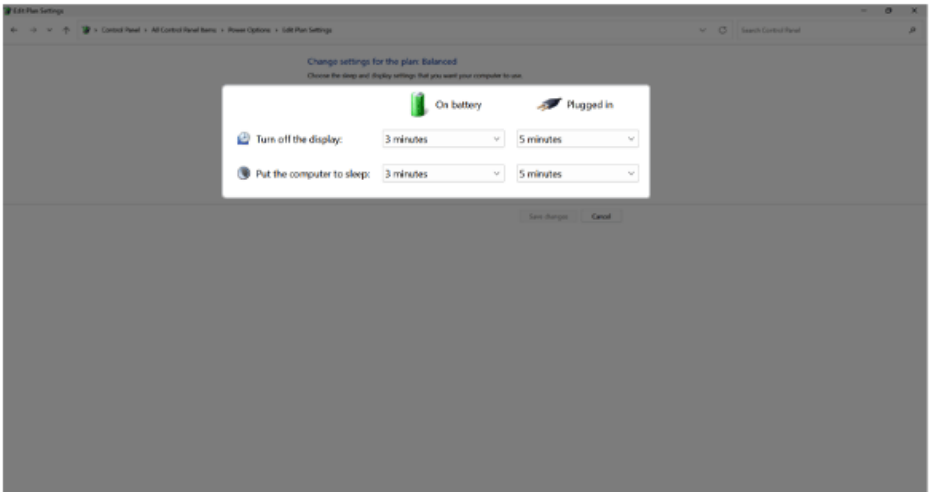 Edit Plan Settings
Control Panel › All Control Panel Items › Power Options › Edit Plan Settings
Search Control Panel
Change settings for the plan: Balanced
Choose the sleep and display settings that you want your computer to use.
On battery Plugged in
Turn off the display: 3 minutes 5 minutes
Put the computer to sleep: 3 minutes 5 minutes
Save changes Cancel